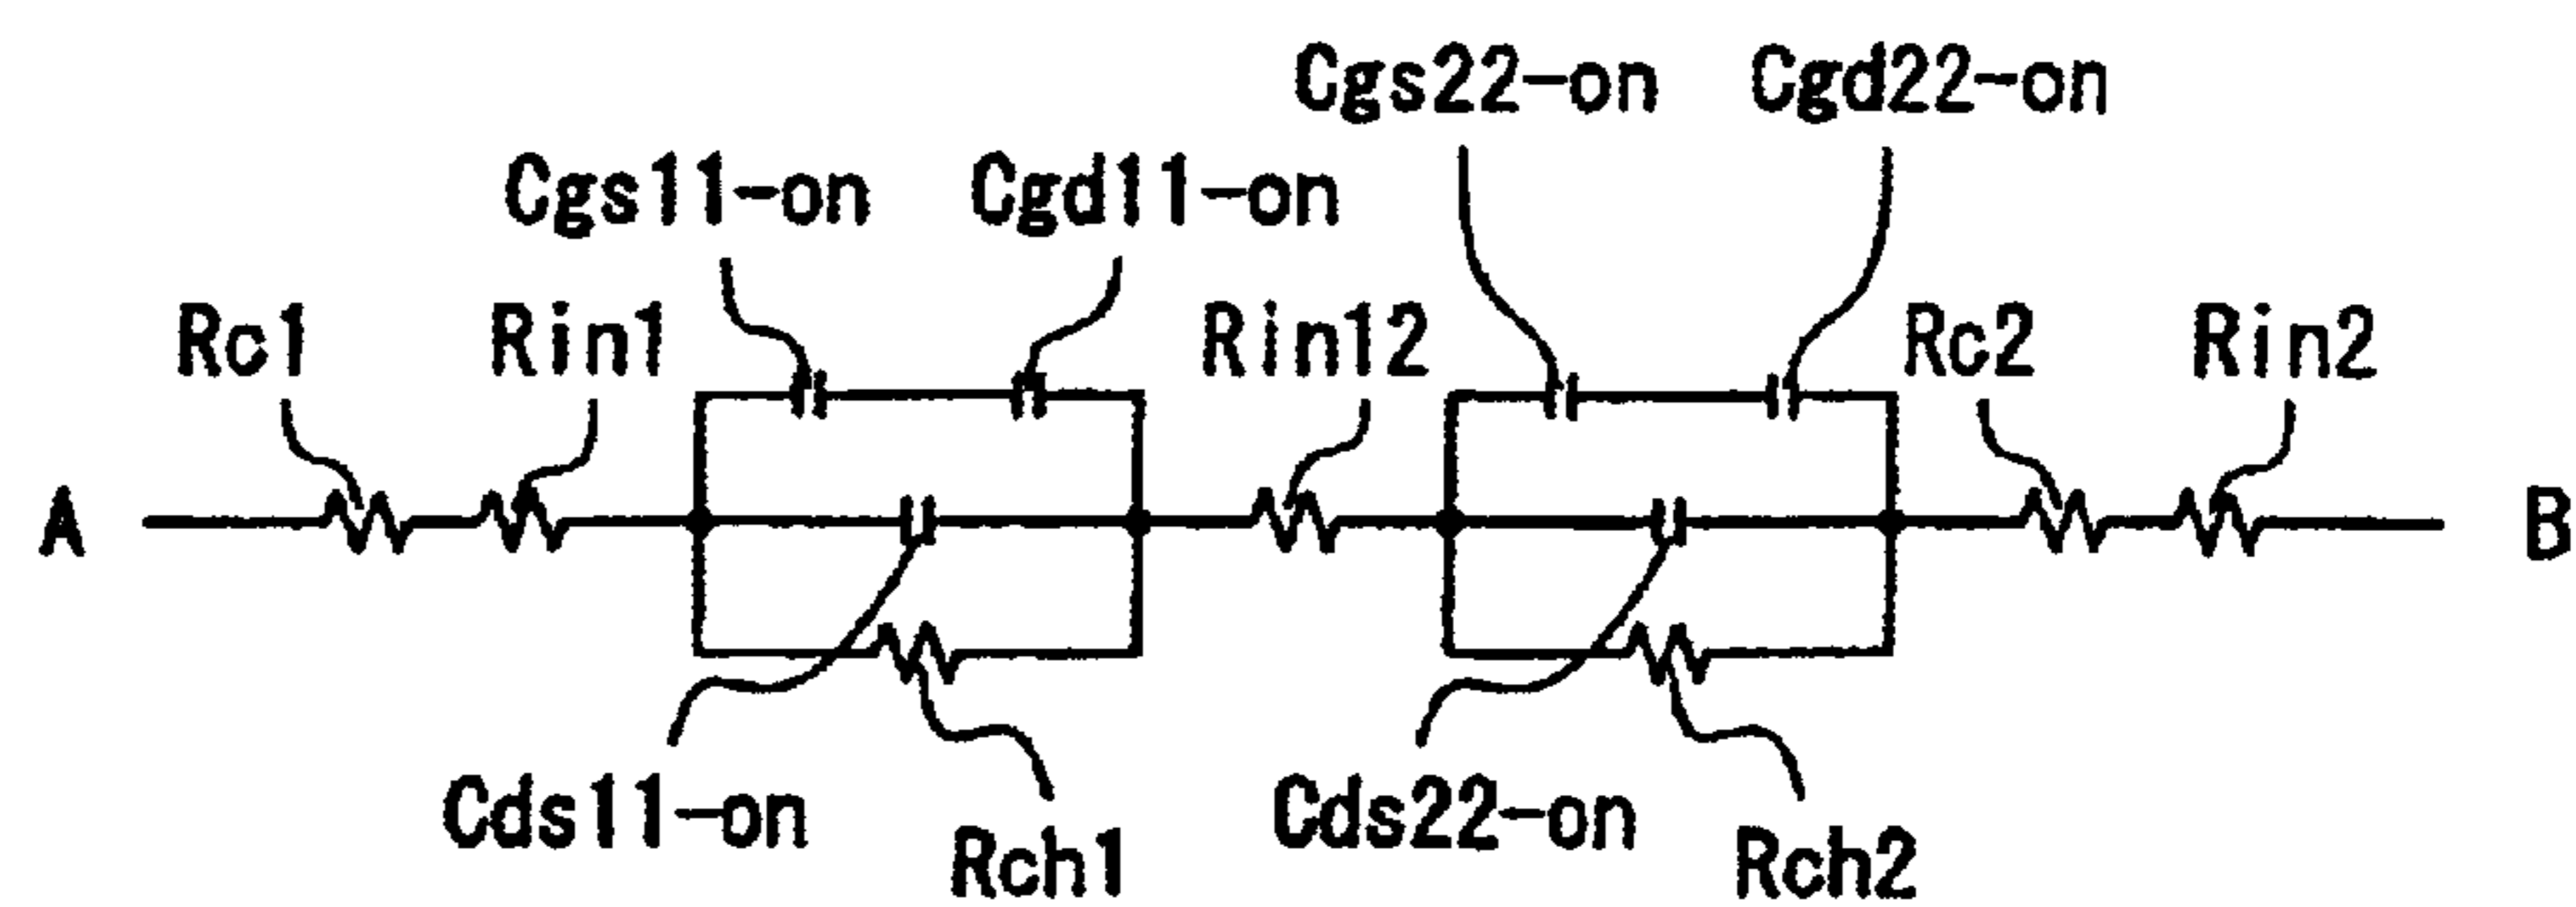 Cgs22-on Cgd22-on
Cgs11-on Cgd11-on
Rc1 Rin1 Rin12 Rc2 Rin2
A B
Cds11-on Cds22-on
Rch1 Rch2